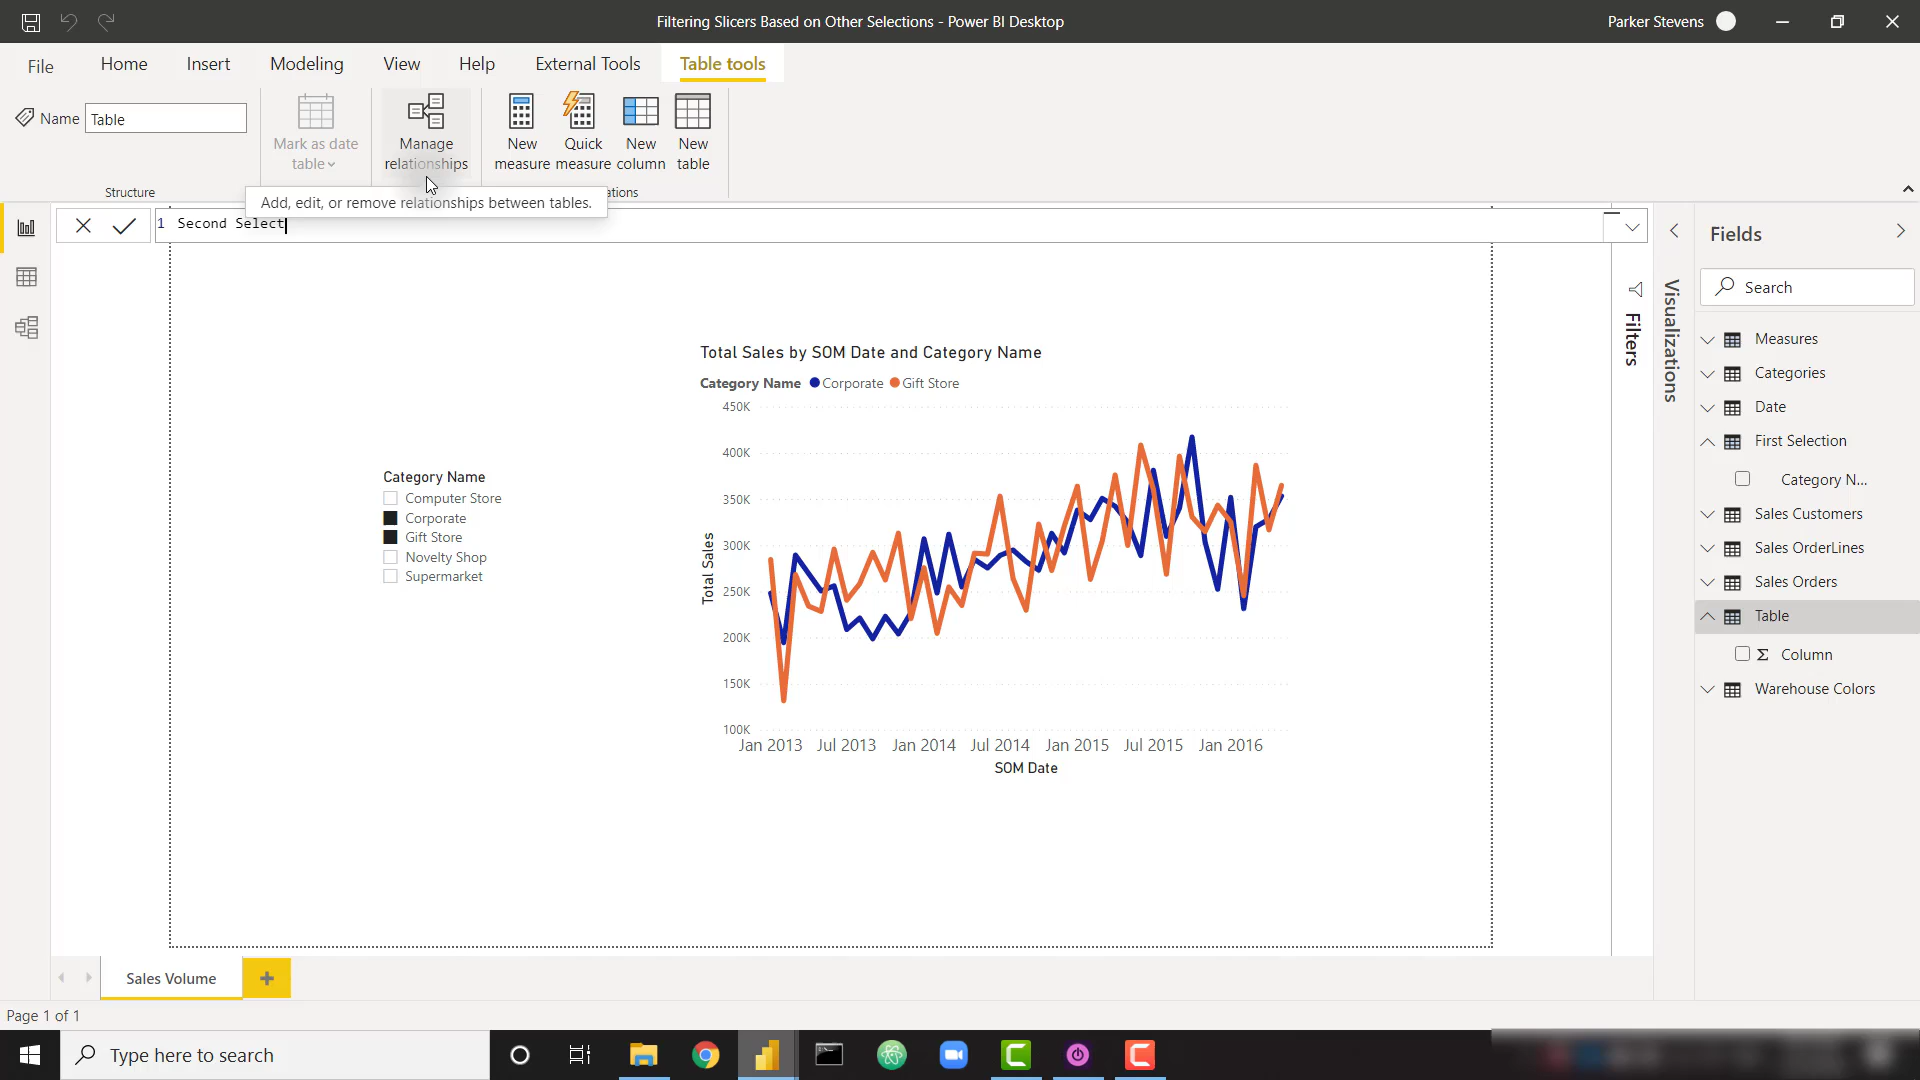 Filtering Slicers Based on Other Selections - Power BI Desktop
Parker Stevens
File
Home
Insert
Modeling
View
Help
External Tools
Table tools
Name
Table
Mark as date
table
Manage
relationships
New
measure
Quick
measure
New
column
New
table
Structure
ations
Add, edit, or remove relationships between tables.
1 Second Select
Total Sales by SOM Date and Category Name
Category Name Corporate Gift Store
450K
400K
350K
300K
250K
200K
150K
100K
Total Sales
Jan 2013 Jul 2013 Jan 2014 Jul 2014 Jan 2015 Jul 2015 Jan 2016
SOM Date
Category Name
Computer Store
Corporate
Gift Store
Novelty Shop
Supermarket
Filters
Visualizations
Fields
Search
Measures
Categories
Date
First Selection
Category N...
Sales Customers
Sales OrderLines
Sales Orders
Table
Σ Column
Warehouse Colors
Sales Volume
+
Page 1 of 1
Type here to search